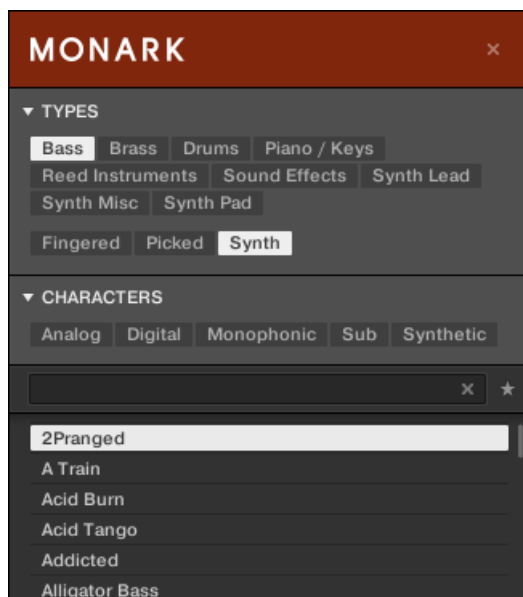 MONARK
TYPES
Bass Brass Drums Piano / Keys
Reed Instruments Sound Effects Synth Lead
Synth Misc Synth Pad
Fingered Picked Synth
CHARACTERS
Analog Digital Monophonic Sub Synthetic
2Pranged
A Train
Acid Burn
Acid Tango
Addicted
Alligator Bass